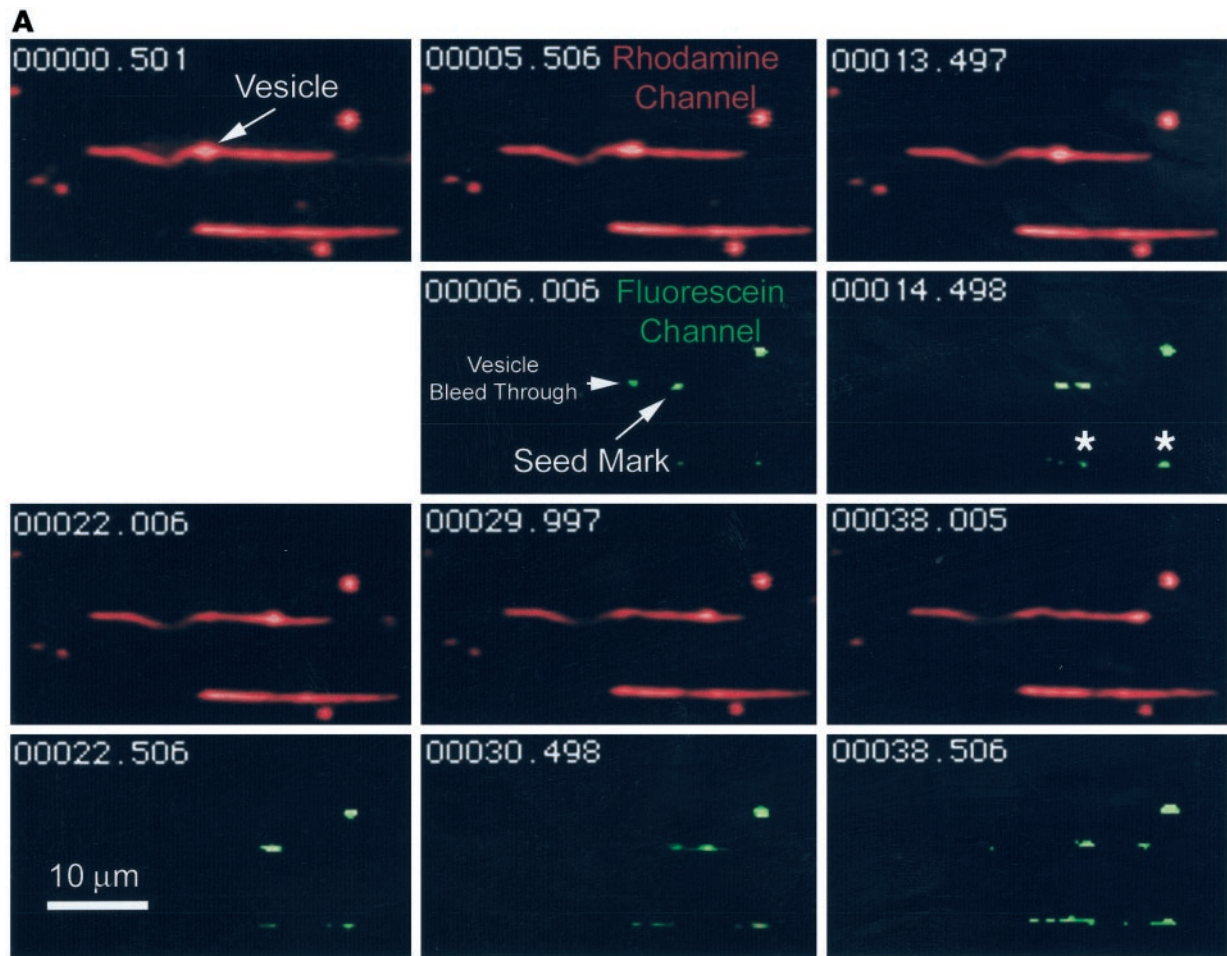 A
00000.501
Vesicle
00005.506
Rhodamine
Channel
00013.497
00006.006
Fluorescein
Channel
Vesicle
Bleed Through
Seed Mark
00014.498
*
*
00022.006
00029.997
00038.005
00022.506
10 μm
00030.498
00038.506